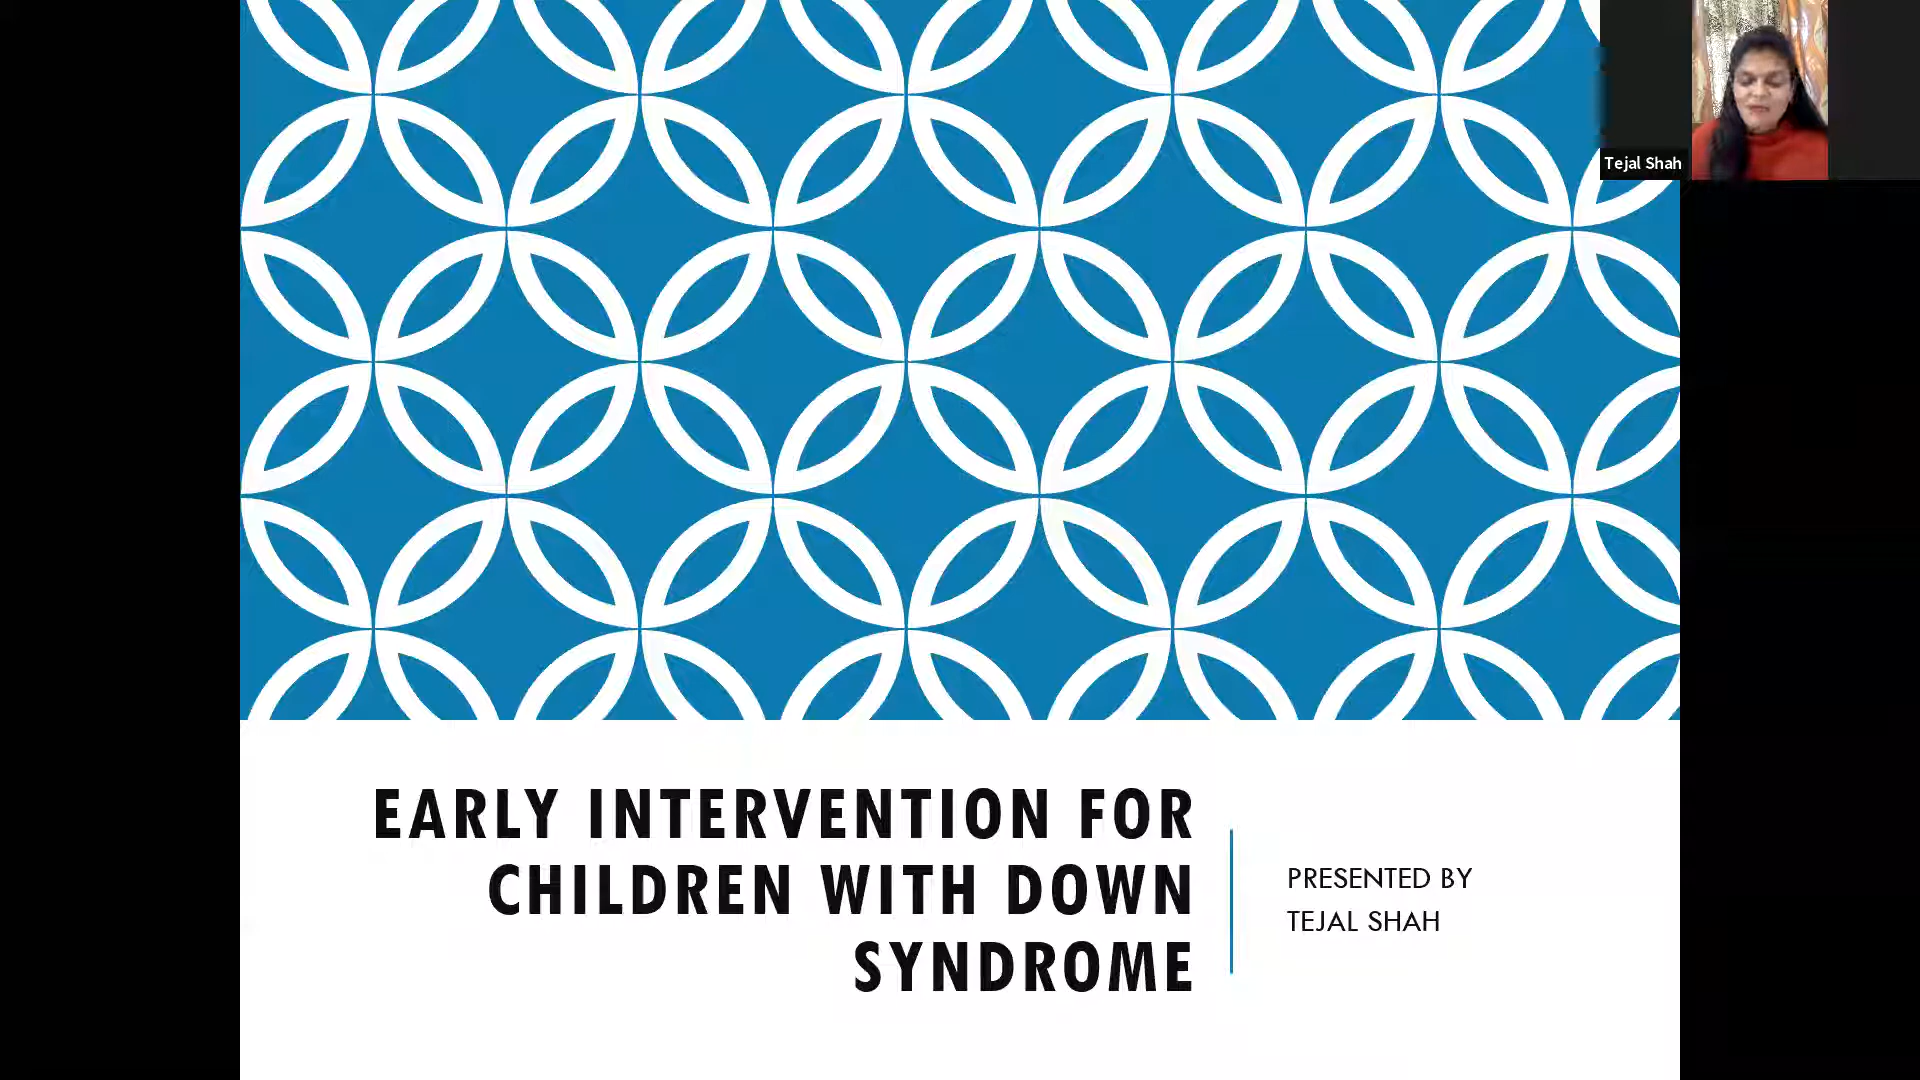 Tejal Shah
EARLY INTERVENTION FOR
CHILDREN WITH DOWN
SYNDROME
PRESENTED BY
TEJAL SHAH